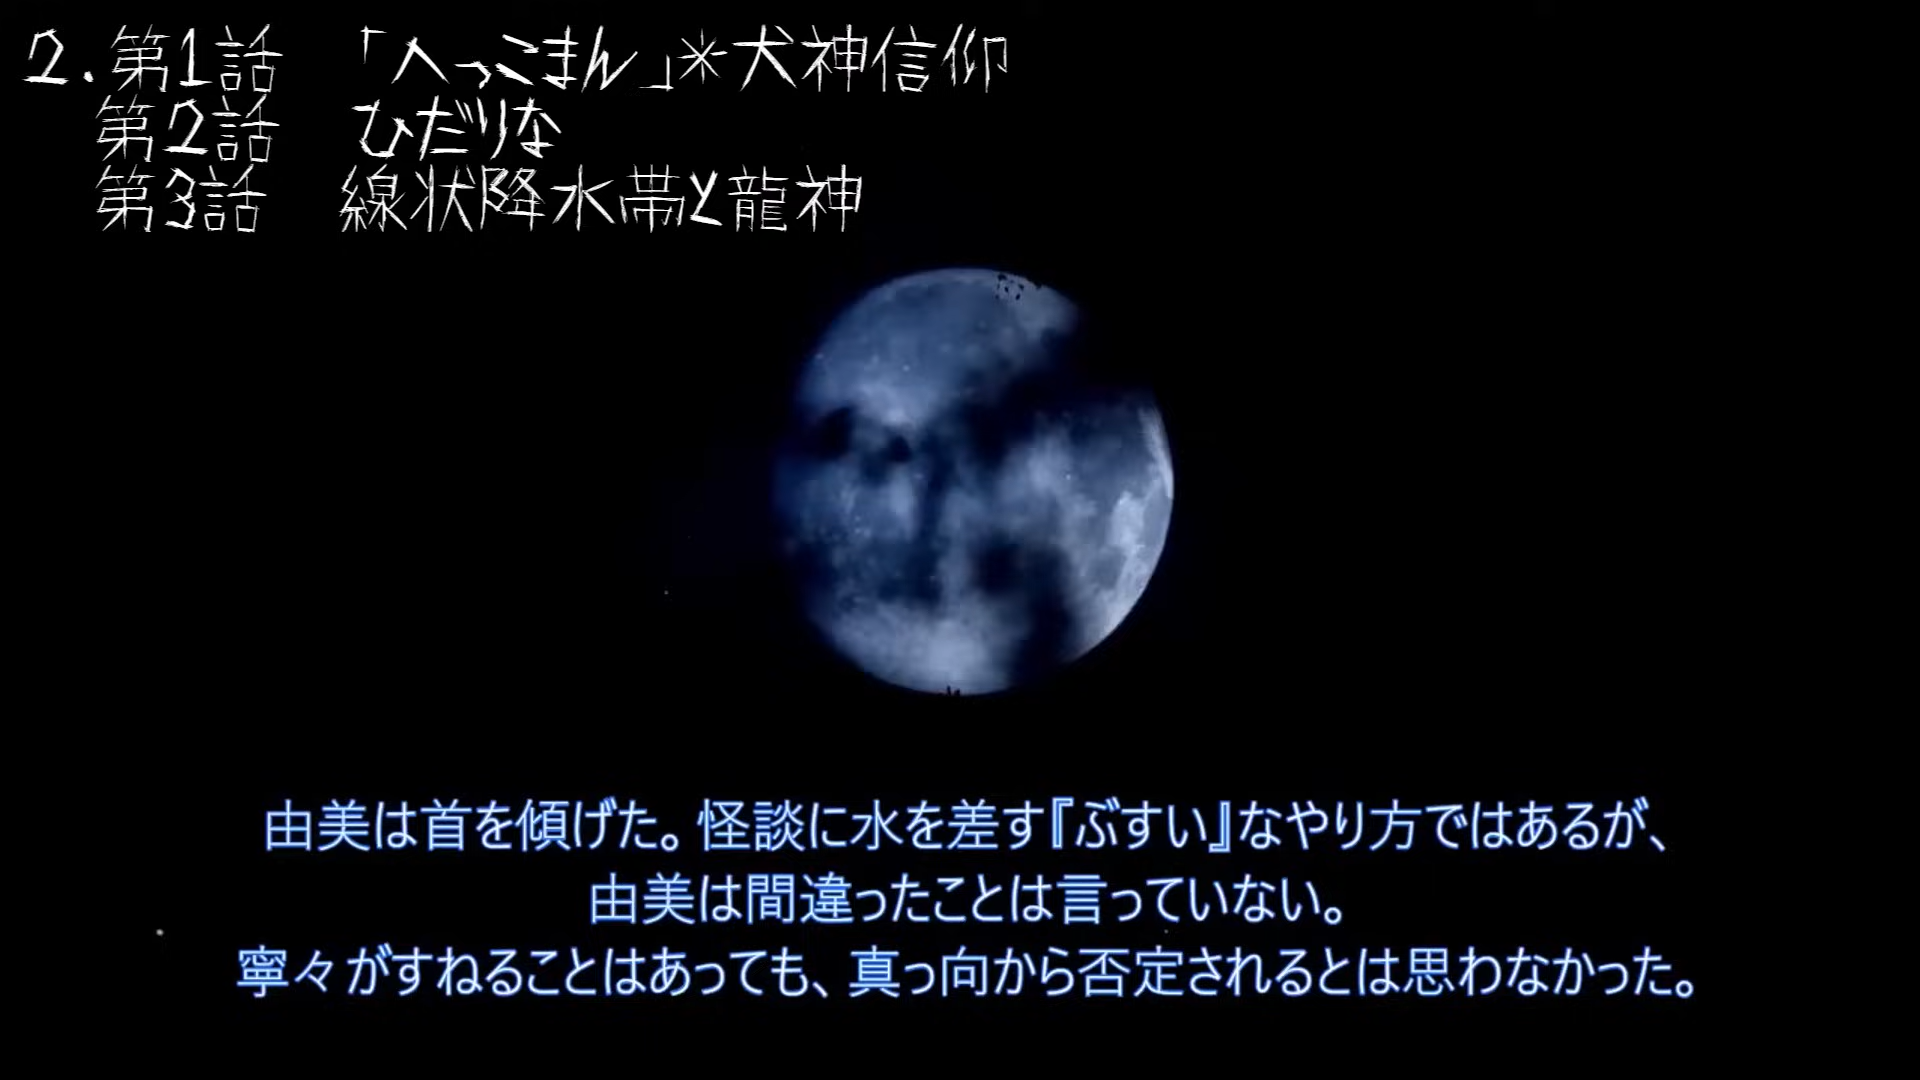 2.第1話 「へっこまん」*犬神信仰
第2話 ひだりな
第3話 線状降水帯と龍神
由美は首を傾げた。怪談に水を差す『ぶすい』なやり方ではあるが、
由美は間違ったことは言っていない。
寧々がすねることはあっても、真っ向から否定されるとは思わなかった。